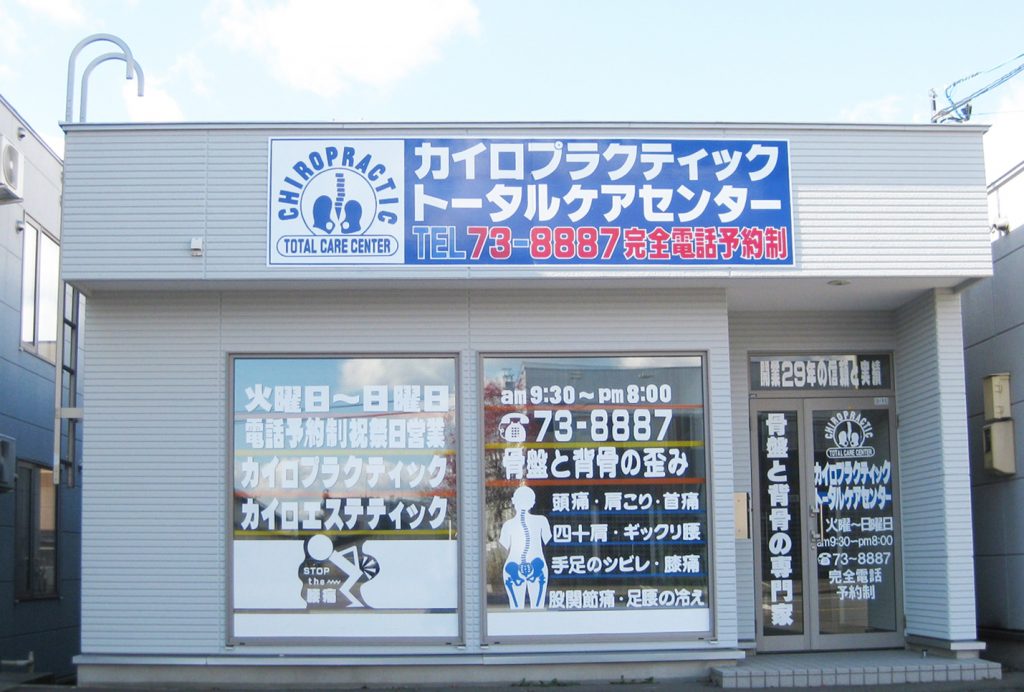 CHIROPRACTIC
TOTAL CARE CENTER
カイロプラクティック
トータルケアセンター
TEL73-8887完全電話予約制
火曜日～日曜日
電話予約制祝祭日営業
カイロプラクティック
カイロエステティック
STOP
the
膝痛
am9:30～pm8:00
☎73-8887
骨盤と背骨の歪み
頭痛・肩こり・首痛
四十肩・ギックリ腰
手足のシビレ・膝痛
股関節痛・足腰の冷え
開業29年の信頼と実績
骨盤と背骨の専門家
CHIROPRACTIC
TOTAL CARE CENTER
カイロプラクティック
トータルケアセンター
火曜～日曜日
am9:30～pm8:00
☎73～8887
完全電話
予約制